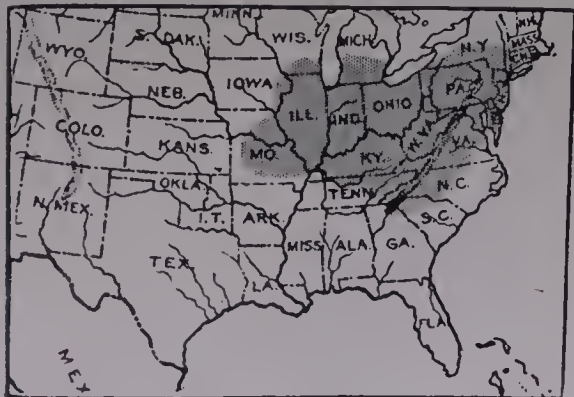 MINN.
WYO.
S. DAK.
WIS.
MICH.
N.Y.
N.H.
MASS
IOWA
NEB.
PA.
ILL.
IND.
OHIO
COLO.
W.VA.
KANS.
MO.
KY.
VA.
OKLA.
TENN.
N.C.
N. MEX.
I.T.
ARK.
S.C.
MISS
ALA.
GA.
TEX.
LA.
FLA.
MEX